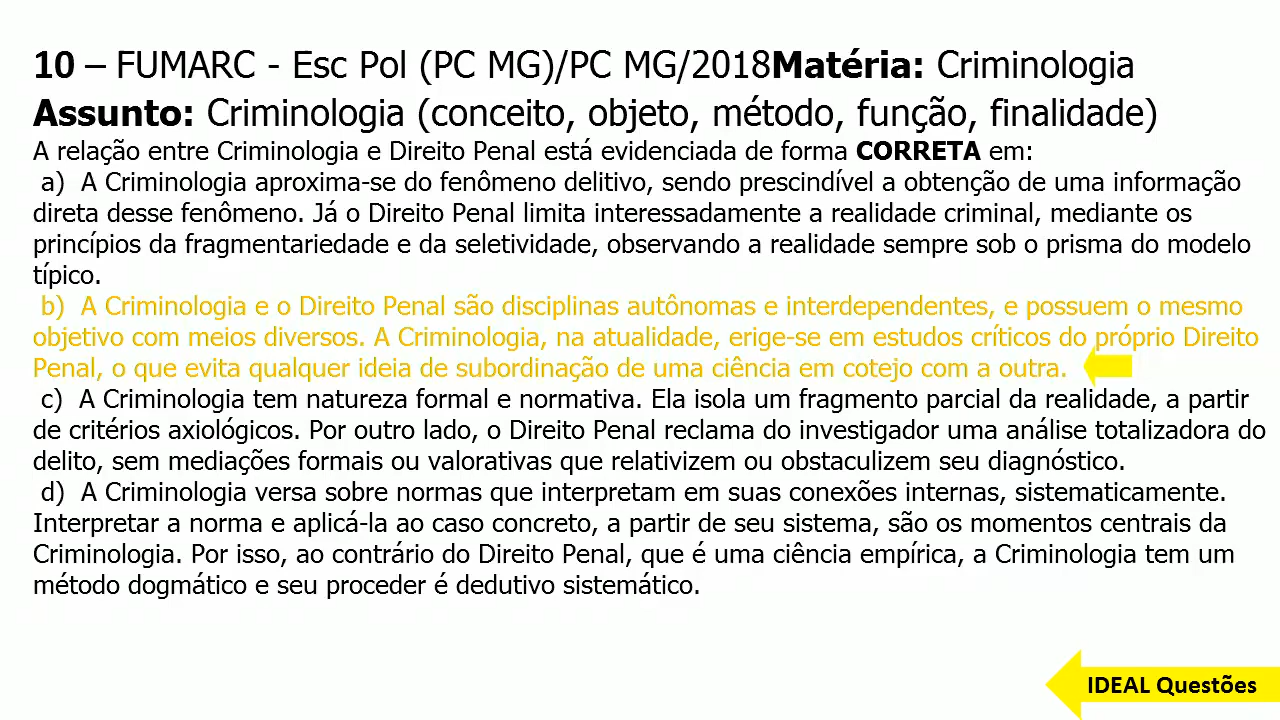 10 – FUMARC - Esc Pol (PC MG)/PC MG/2018Matéria: Criminologia
Assunto: Criminologia (conceito, objeto, método, função, finalidade)
A relação entre Criminologia e Direito Penal está evidenciada de forma CORRETA em:
a) A Criminologia aproxima-se do fenômeno delitivo, sendo prescindível a obtenção de uma informação
direta desse fenômeno. Já o Direito Penal limita interessadamente a realidade criminal, mediante os
princípios da fragmentariedade e da seletividade, observando a realidade sempre sob o prisma do modelo
típico.
b) A Criminologia e o Direito Penal são disciplinas autônomas e interdependentes, e possuem o mesmo
objetivo com meios diversos. A Criminologia, na atualidade, erige-se em estudos críticos do próprio Direito
Penal, o que evita qualquer ideia de subordinação de uma ciência em cotejo com a outra.
c) A Criminologia tem natureza formal e normativa. Ela isola um fragmento parcial da realidade, a partir
de critérios axiológicos. Por outro lado, o Direito Penal reclama do investigador uma análise totalizadora do
delito, sem mediações formais ou valorativas que relativizem ou obstaculizem seu diagnóstico.
d) A Criminologia versa sobre normas que interpretam em suas conexões internas, sistematicamente.
Interpretar a norma e aplicá-la ao caso concreto, a partir de seu sistema, são os momentos centrais da
Criminologia. Por isso, ao contrário do Direito Penal, que é uma ciência empírica, a Criminologia tem um
método dogmático e seu proceder é dedutivo sistemático.
IDEAL Questões